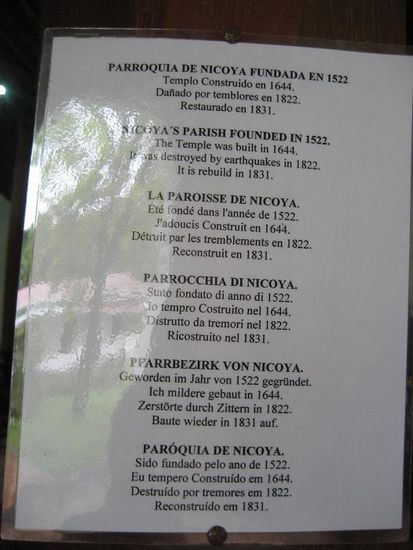 PARROQUIA DE NICOYA FUNDADA EN 1522
Templo Construido en 1644.
Dañado por temblores en 1822.
Restaurado en 1831.
NICOYA´S PARISH FOUNDED IN 1522.
The Temple was built in 1644.
It was destroyed by earthquakes in 1822.
It is rebuild in 1831.
LA PAROISSE DE NICOYA.
Été fondé dans l'année de 1522.
J'adoucis Construit en 1644.
Détruit par les tremblements en 1822.
Reconstruit en 1831.
PARROCCHIA DI NICOYA.
Stato fondato di anno di 1522.
Io tempro Costruito nel 1644.
Distrutto da tremori nel 1822.
Ricostruito nel 1831.
PPARRBEZIRK VON NICOYA.
Geworden im Jahr von 1522 gegründet.
Ich mildere gebaut in 1644.
Zerstörte durch Zittern in 1822.
Baute wieder in 1831 auf.
PARÓQUIA DE NICOYA.
Sido fundado pelo ano de 1522.
Eu tempero Construído em 1644.
Destruído por tremores em 1822.
Reconstruído em 1831.